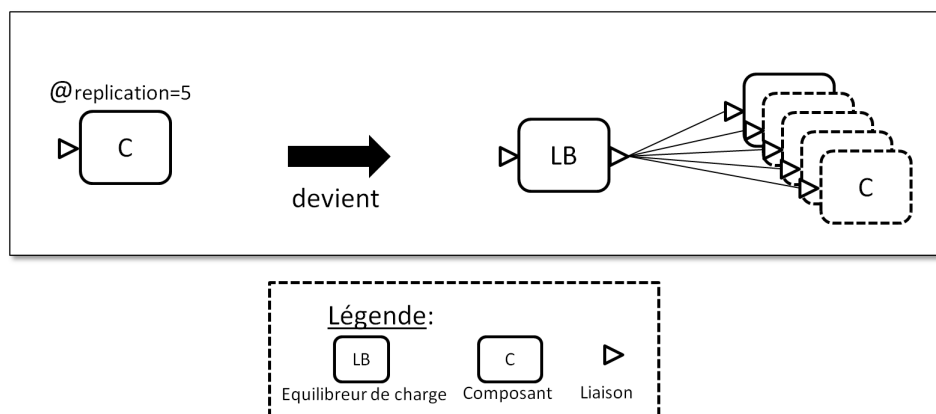 @replication=5
C
devient
LB
C
Légende:
LB
C
Equilibreur de charge
Composant
Liaison